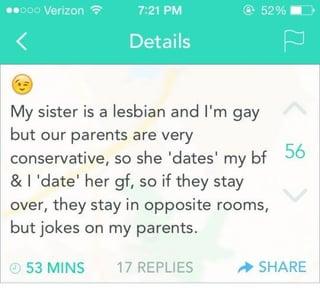 Verizon 7:21 PM 52%
Details
My sister is a lesbian and I'm gay
but our parents are very
conservative, so she 'dates' my bf
& I 'date' her gf, so if they stay
over, they stay in opposite rooms,
but jokes on my parents.
56
53 MINS 17 REPLIES SHARE